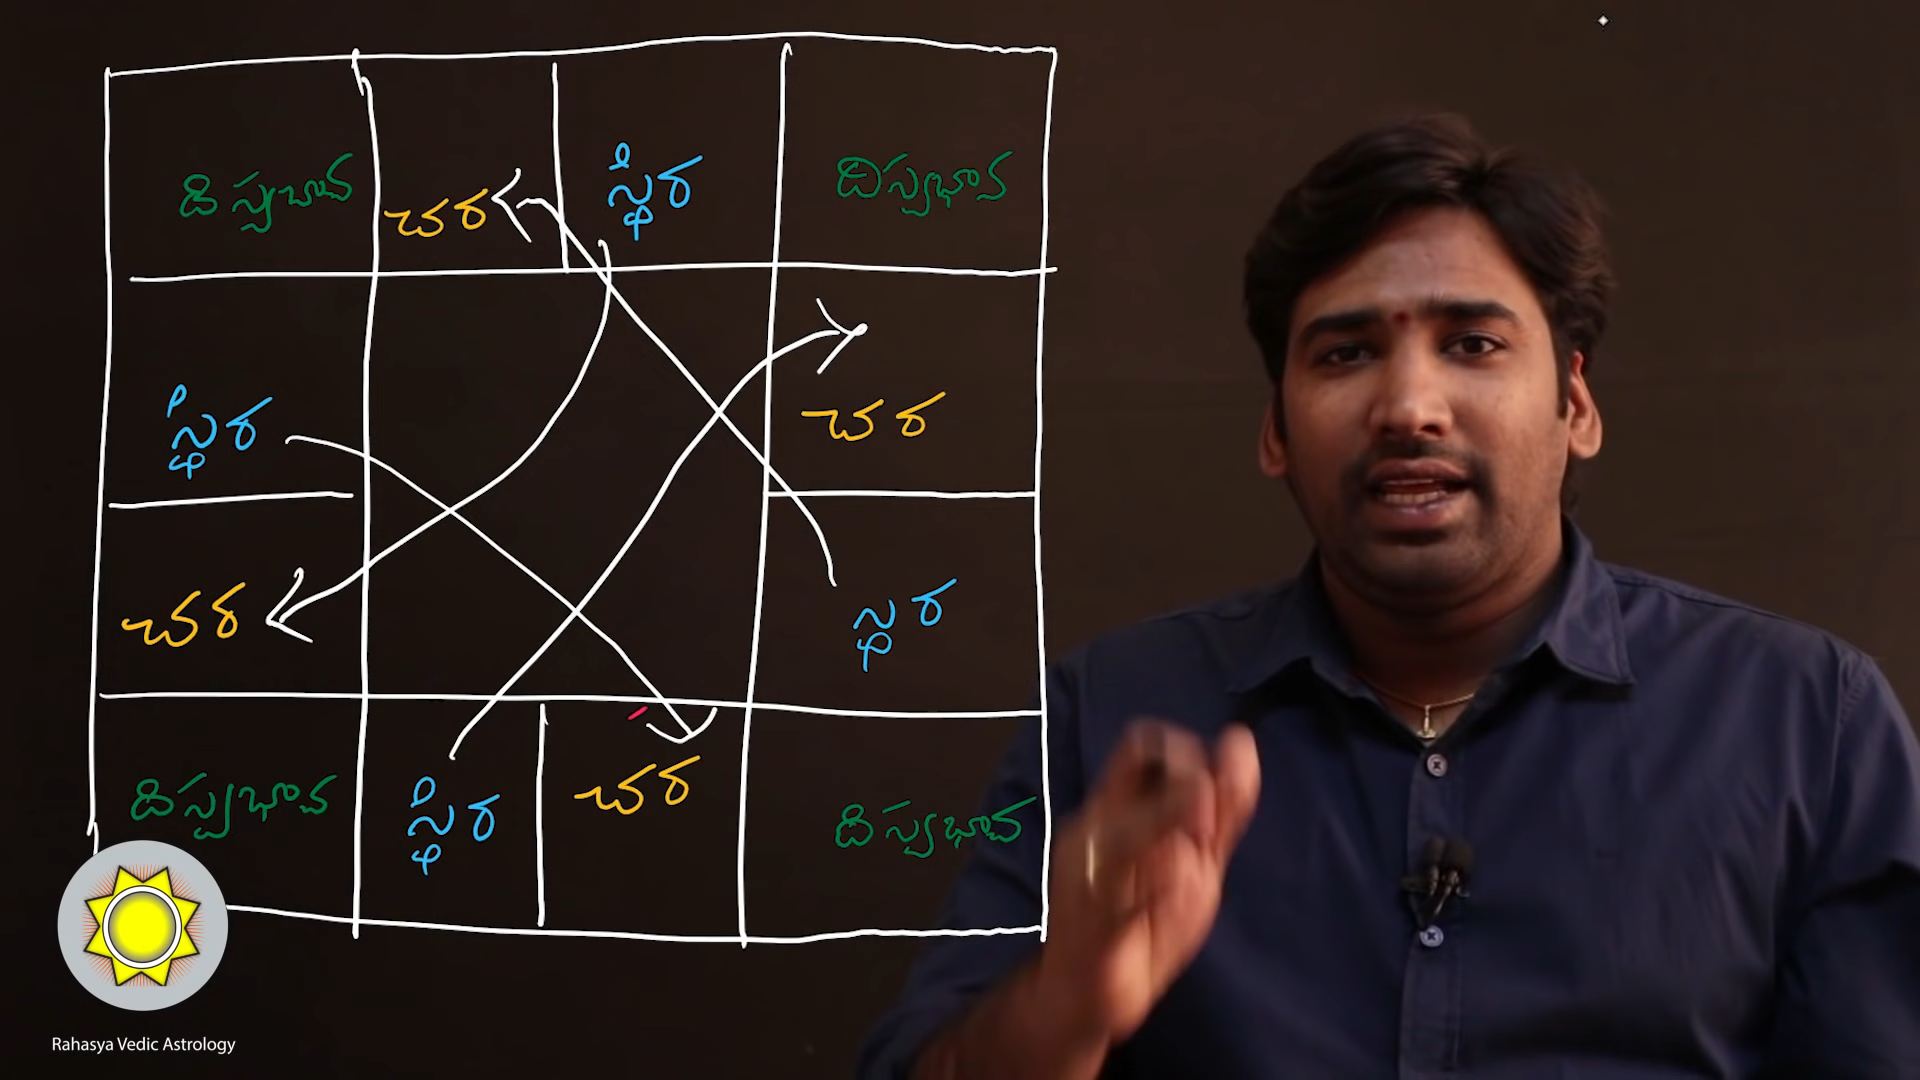 ది స్వభావ
చర
స్థిర
ది స్వభావ
స్థిర
చర
చర
స్థిర
ది స్వభావ
స్థిర
చర
ది స్వభావ
Rahasya Vedic Astrology